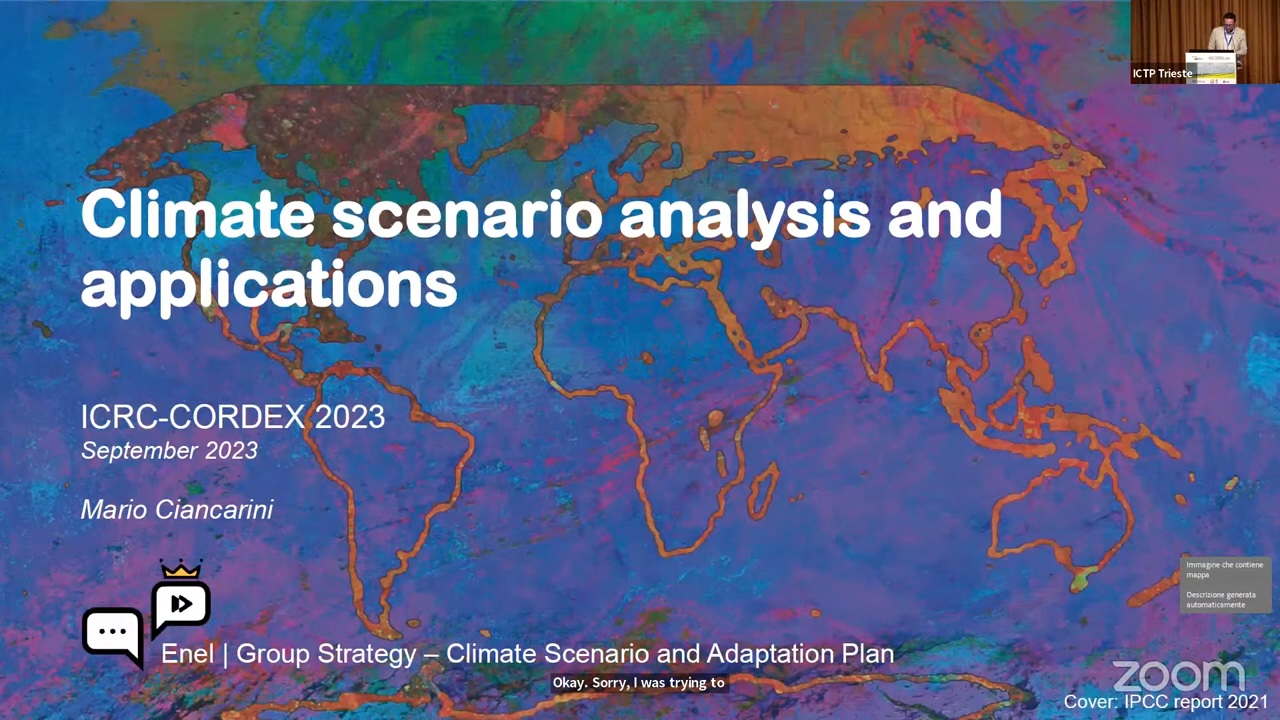 ICTP Trieste
Climate scenario analysis and
applications
ICRC-CORDEX 2023
September 2023
Mario Ciancarini
Immagine che contiene
mappa
Descrizione generata
automaticamente
Enel | Group Strategy – Climate Scenario and Adaptation Plan
Okay. Sorry, I was trying to
zoom
Cover: IPCC report 2021